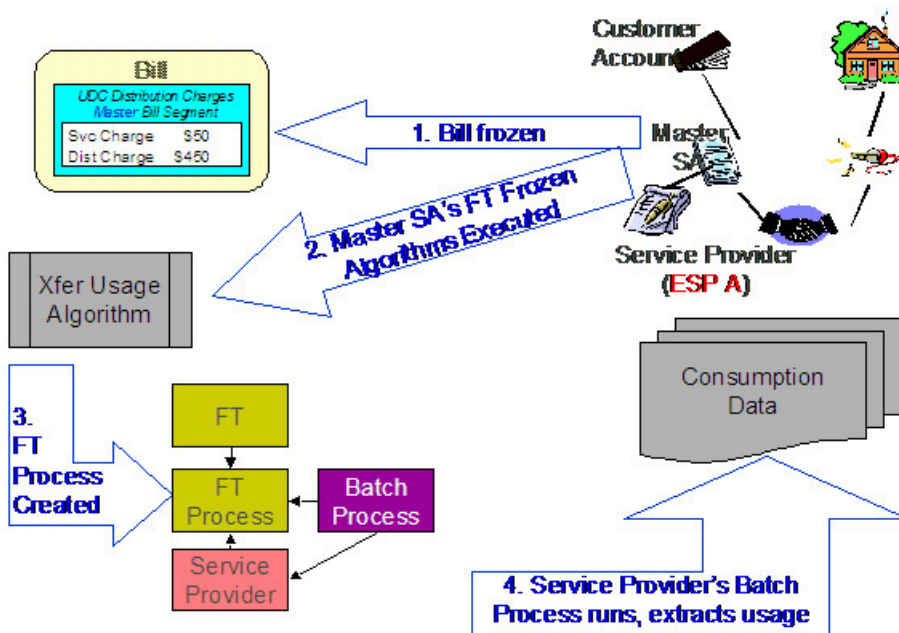 Bill
UDC Distribution Charges
Master Bill Segment
Svc Charge $50
Dist Charge $450
Customer
Account
1. Bill frozen
Master
SA
2. Master SA's FT Frozen
Algorithms Executed
Service Provider
(ESP A)
Xfer Usage
Algorithm
Consumption
Data
3.
FT
Process
Created
FT
FT
Process
Batch
Process
Service
Provider
4. Service Provider's Batch
Process runs, extracts usage